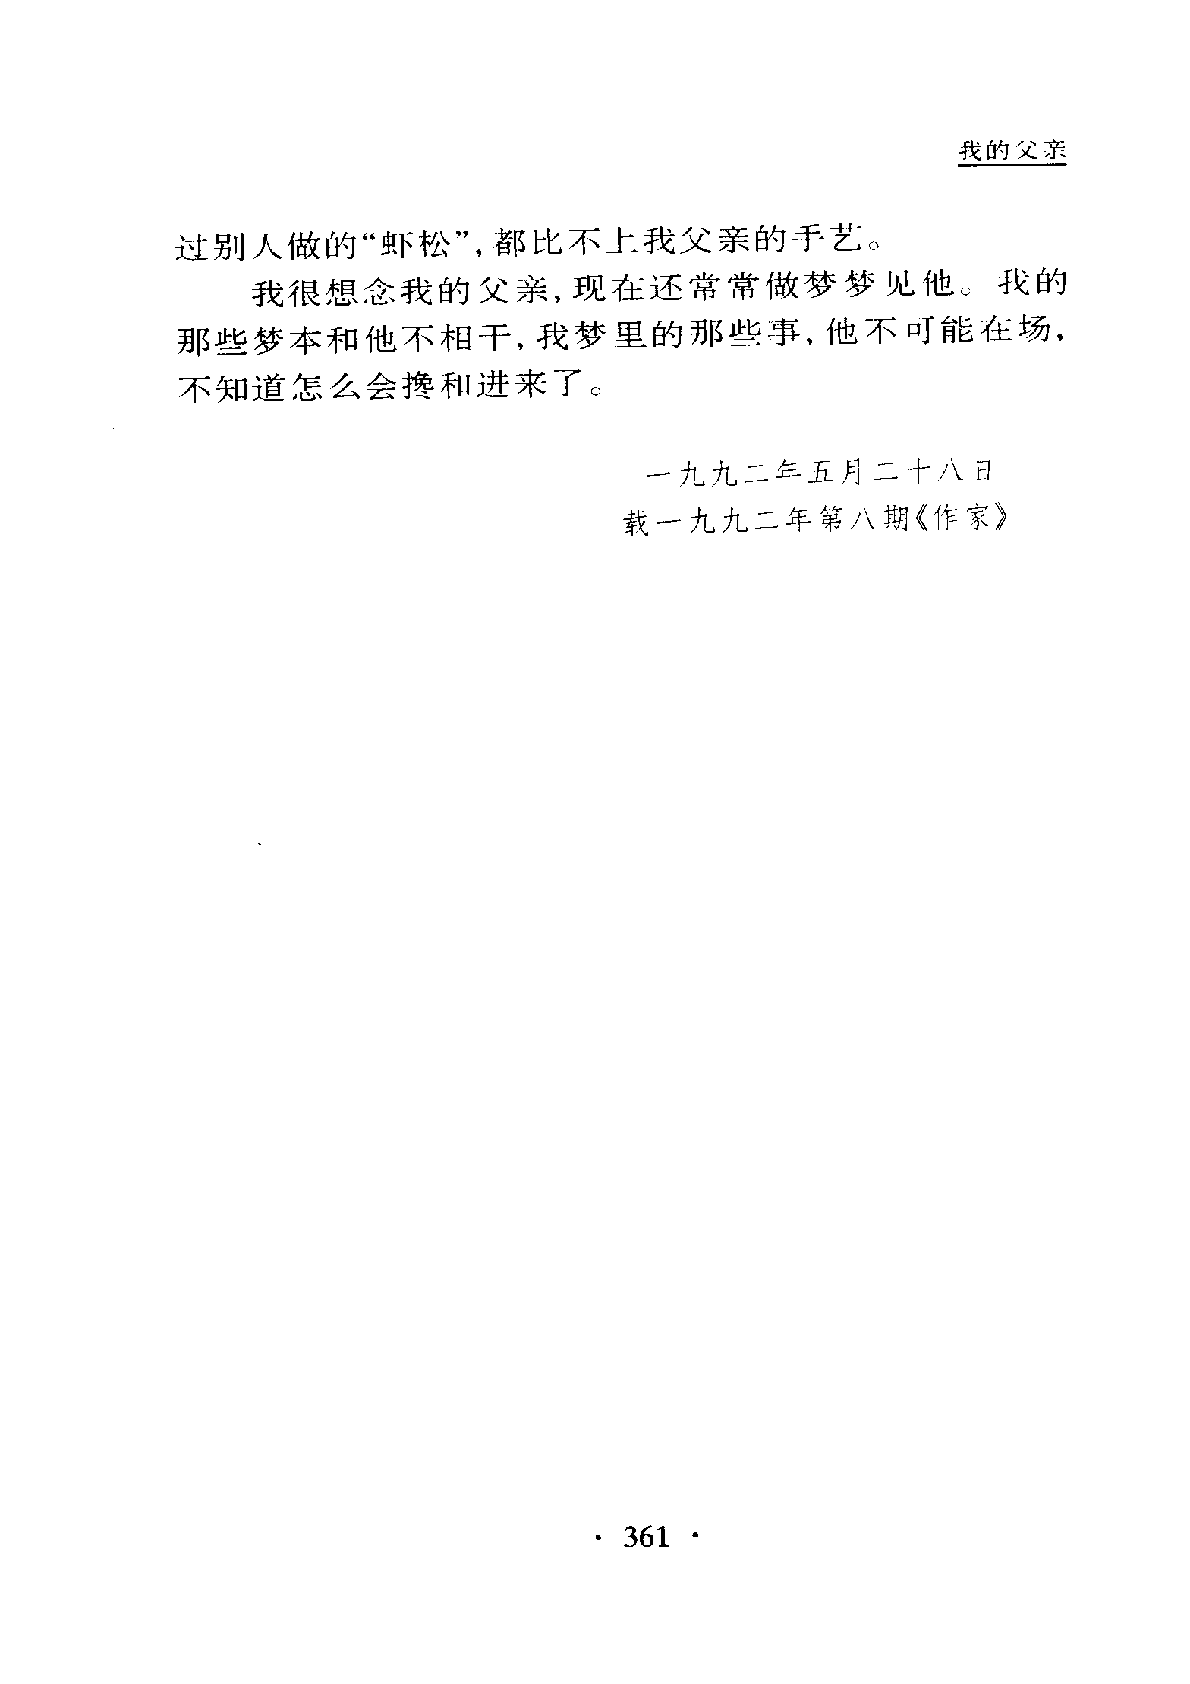 我的父亲
过别人做的“虾松”，都比不上我父亲的手艺。
我很想念我的父亲，现在还常常做梦梦见他。我的
那些梦本和他不相干，我梦里的那些事，他不可能在场，
不知道怎么会搀和进来了。
一九九二年五月二十八日
载一九九二年第八期《作家》
· 361 ·